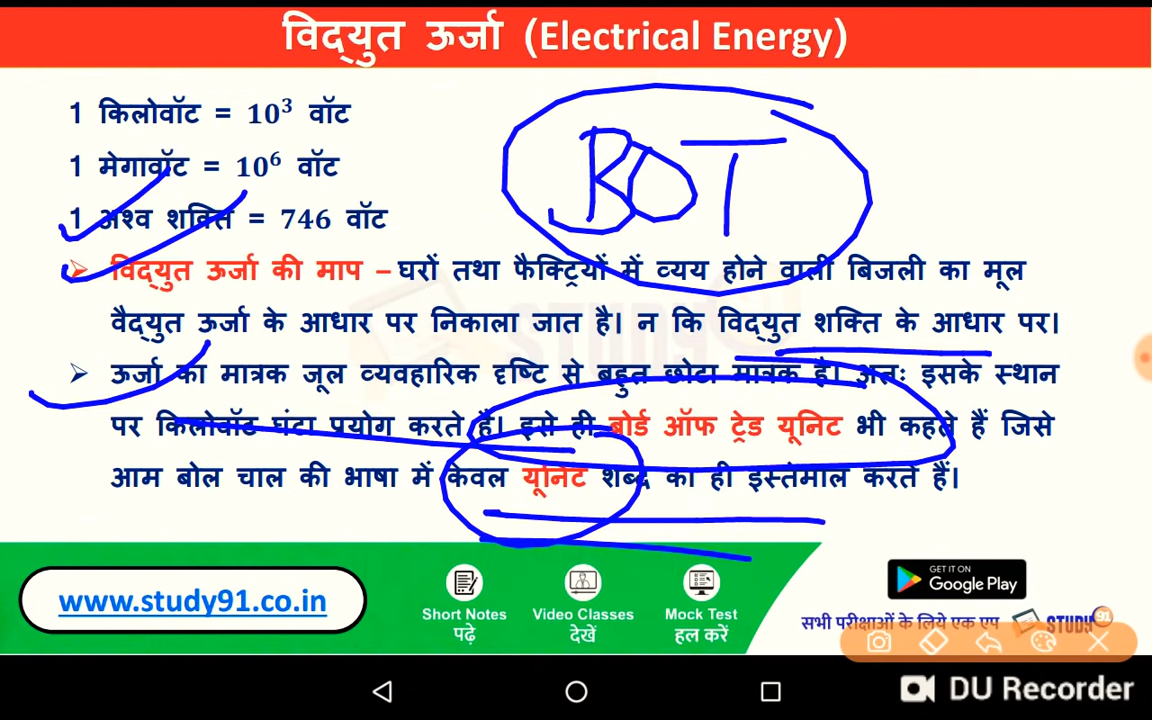 विद्युत ऊर्जा (Electrical Energy)
1 किलोवॉट = 10³ वॉट
1 मेगावॉट = 10⁶ वॉट
1 अश्व शक्ति = 746 वॉट
BOT
➢ विद्युत ऊर्जा की माप – घरों तथा फैक्ट्रियों में व्यय होने वाली बिजली का मूल
वैद्युत ऊर्जा के आधार पर निकाला जात है। न कि विद्युत शक्ति के आधार पर।
➢ ऊर्जा का मात्रक जूल व्यवहारिक दृष्टि से बहुत छोटा मात्रक है। अतः इसके स्थान
पर किलोवॉट घंटा प्रयोग करते हैं। इसे ही बोर्ड ऑफ ट्रेड यूनिट भी कहते हैं जिसे
आम बोल चाल की भाषा में केवल यूनिट शब्द का ही इस्तेमाल करते हैं।
www.study91.co.in
Short Notes
पढ़े
Video Classes
देखें
Mock Test
हल करें
GET IT ON
Google Play
सभी परीक्षाओं के लिये एक एप
STUDY 91
DU Recorder